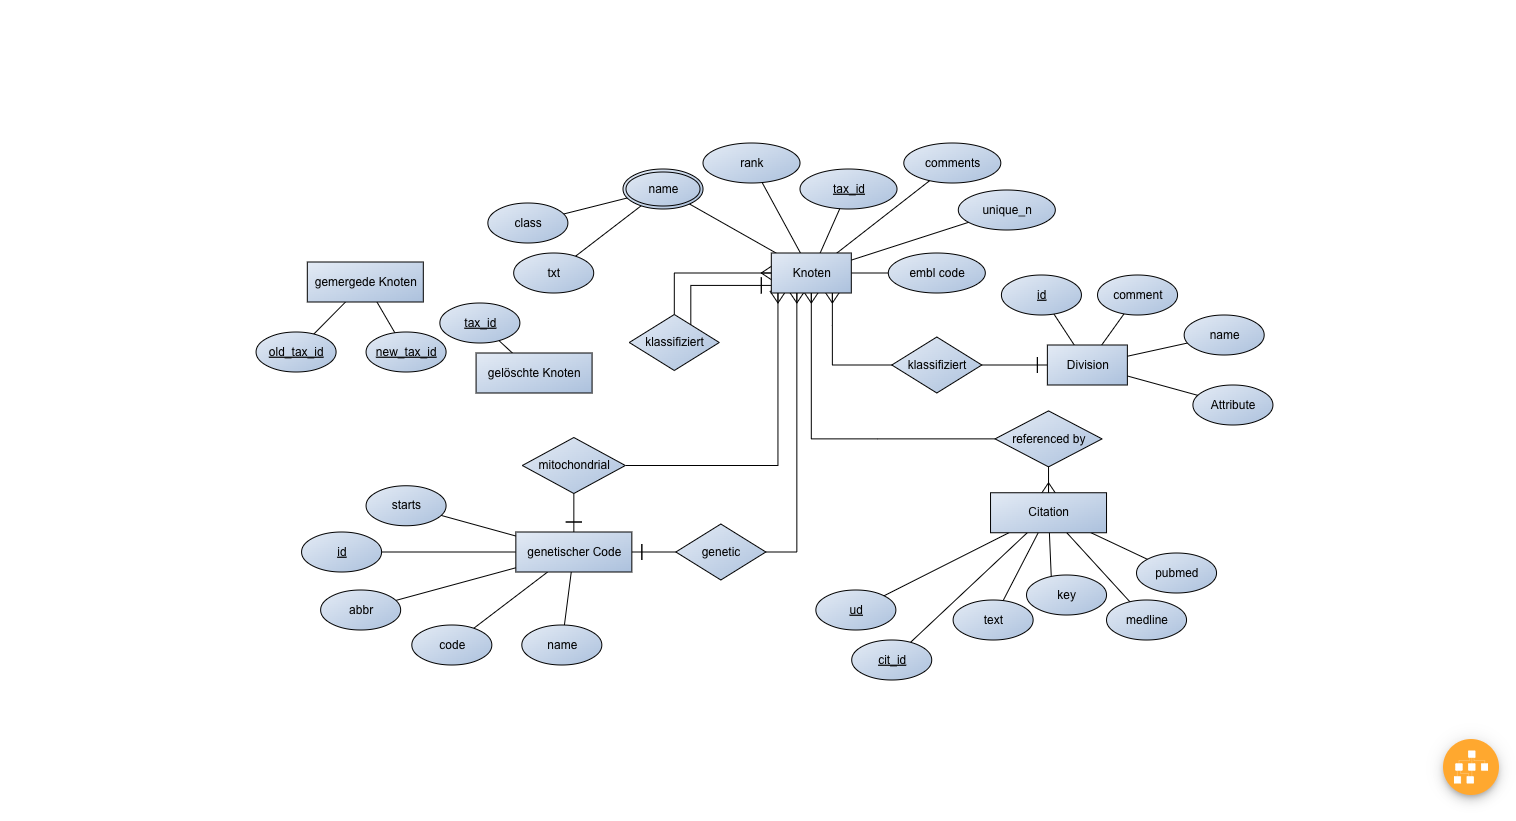 rank
comments
name
tax_id
unique_n
class
txt
Knoten
embl code
gemergede Knoten
id
comment
tax_id
name
klassifiziert
old_tax_id
new_tax_id
gelöschte Knoten
klassifiziert
Division
Attribute
referenced by
mitochondrial
starts
Citation
id
genetischer Code
genetic
pubmed
key
abbr
ud
text
medline
code
name
cit_id